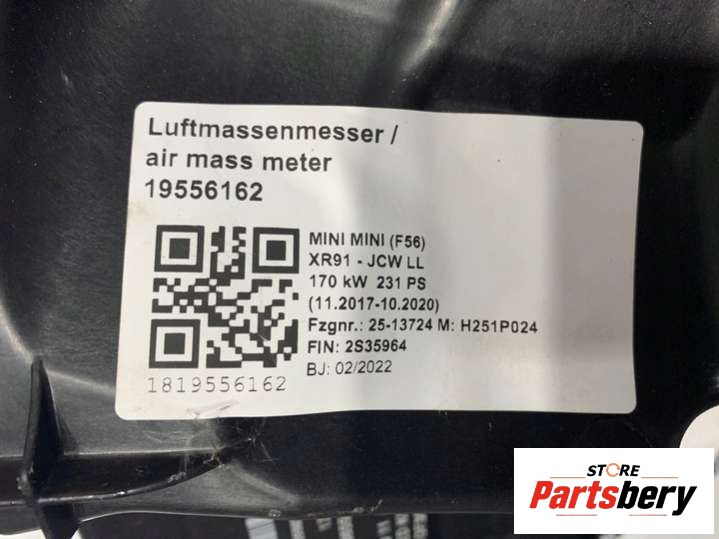 Luftmassenmesser /
air mass meter
19556162
MINI MINI (F56)
XR91 - JCW LL
170 kW 231 PS
(11.2017-10.2020)
Fzgnr.: 25-13724 M: H251P024
FIN: 2S35964
BJ: 02/2022
1819556162
STORE
Partsbery